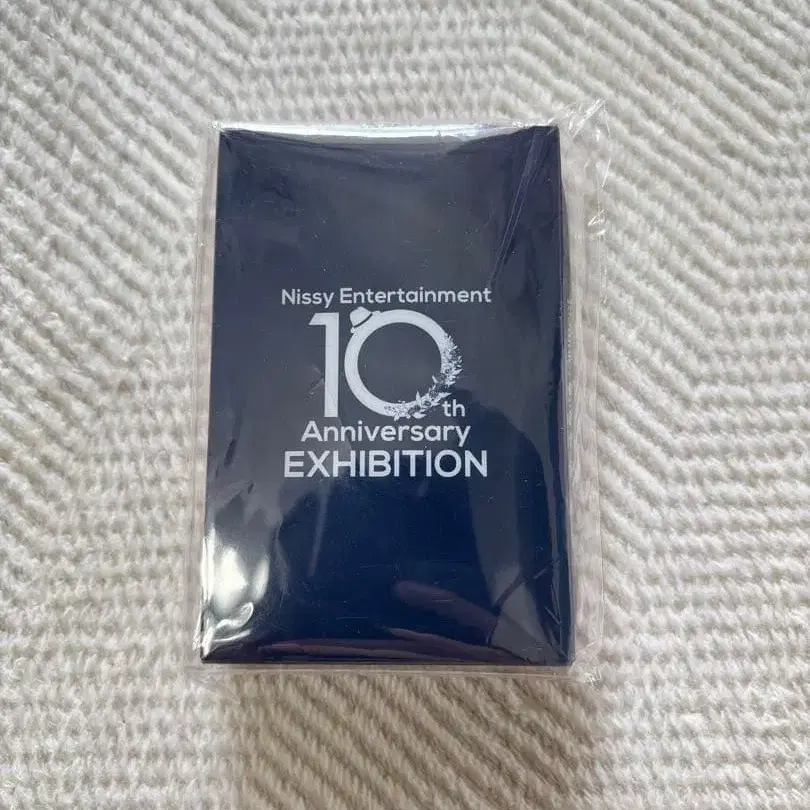 Nissy Entertainment
10th
Anniversary
EXHIBITION